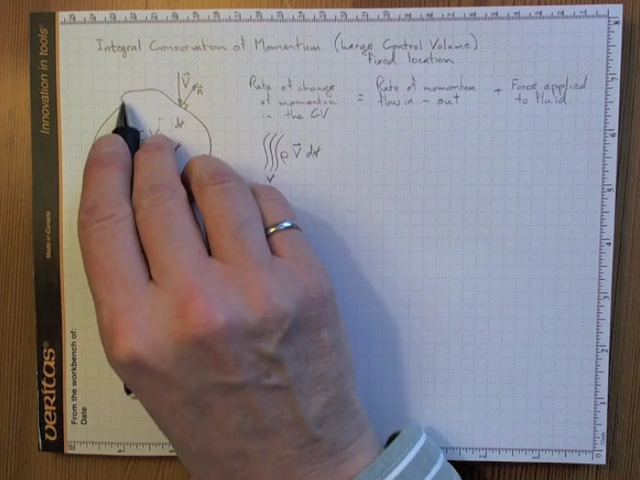 Integral Conservation of Momentum (Large Control Volume)
fixed location
Rate of change
of momentum
in the CV
=
Rate of momentum
flow in - out
+
Force applied
to fluid.
∭ ρ V⃗ dV
V
V⃗
n⃗
dV
Innovation in tools
Made in Canada
veritas
From the workbench of:
Date